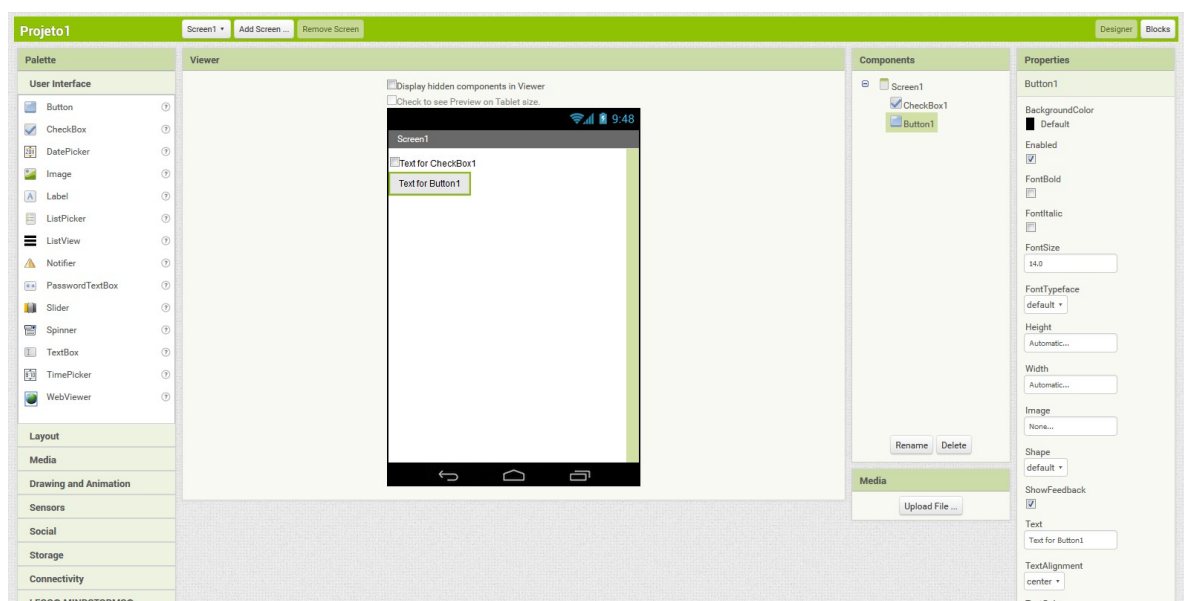 Projeto1
Screen1
Add Screen ...
Remove Screen
Designer
Blocks
Palette
User Interface
Button
CheckBox
DatePicker
Image
Label
ListPicker
ListView
Notifier
PasswordTextBox
Slider
Spinner
TextBox
TimePicker
WebViewer
Layout
Media
Drawing and Animation
Sensors
Social
Storage
Connectivity
Viewer
Display hidden components in Viewer
Check to see Preview on Tablet size.
9:48
Screen1
Text for CheckBox1
Text for Button1
Components
Screen1
CheckBox1
Button1
Rename
Delete
Media
Upload File ...
Properties
Button1
BackgroundColor
Default
Enabled
FontBold
FontItalic
FontSize
14.0
FontTypeface
default
Height
Automatic...
Width
Automatic...
Image
None...
Shape
default
ShowFeedback
Text
Text for Button1
TextAlignment
center